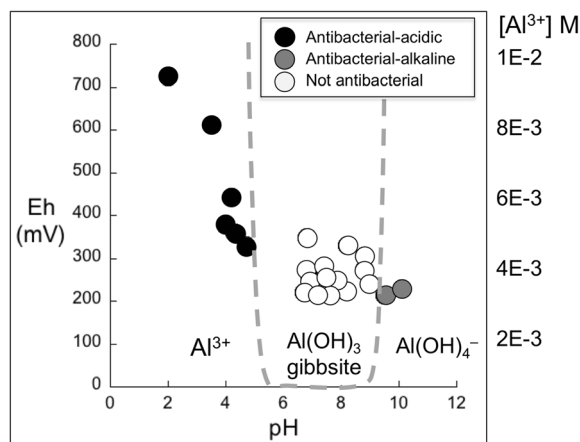 [Al³⁺] M
Antibacterial-acidic
Antibacterial-alkaline
Not antibacterial
800
700
600
500
400
300
200
100
0
Eh
(mV)
1E-2
8E-3
6E-3
4E-3
2E-3
Al³⁺
Al(OH)₃
gibbsite
Al(OH)₄⁻
0 2 4 6 8 10 12
pH